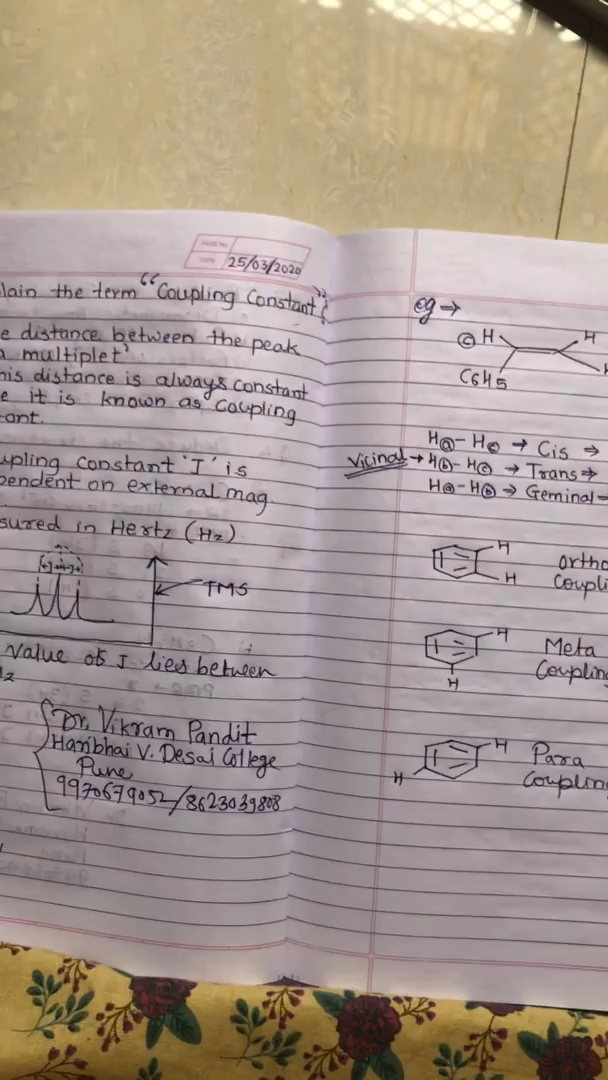 25/03/2020
lain the term "Coupling Constant"?
e distance between the peak
a multiplet'
his distance is always constant
e it is known as coupling
tant.
upling constant 'J' is
pendent on external mag
sured in Hertz (Hz)
TMS
value of J lies between
Hz
Dr. Vikram Pandit
Haribhai V. Desai College
Pune
9970679052/8623039808
eg →
c H H
C6H5 H
Ha - Hc → Cis →
Vicinal → Hb - Hc → Trans →
Ha - Hb → Geminal
H Ortho
H Coupli
H Meta
H Coupling
H Para
H Coupling